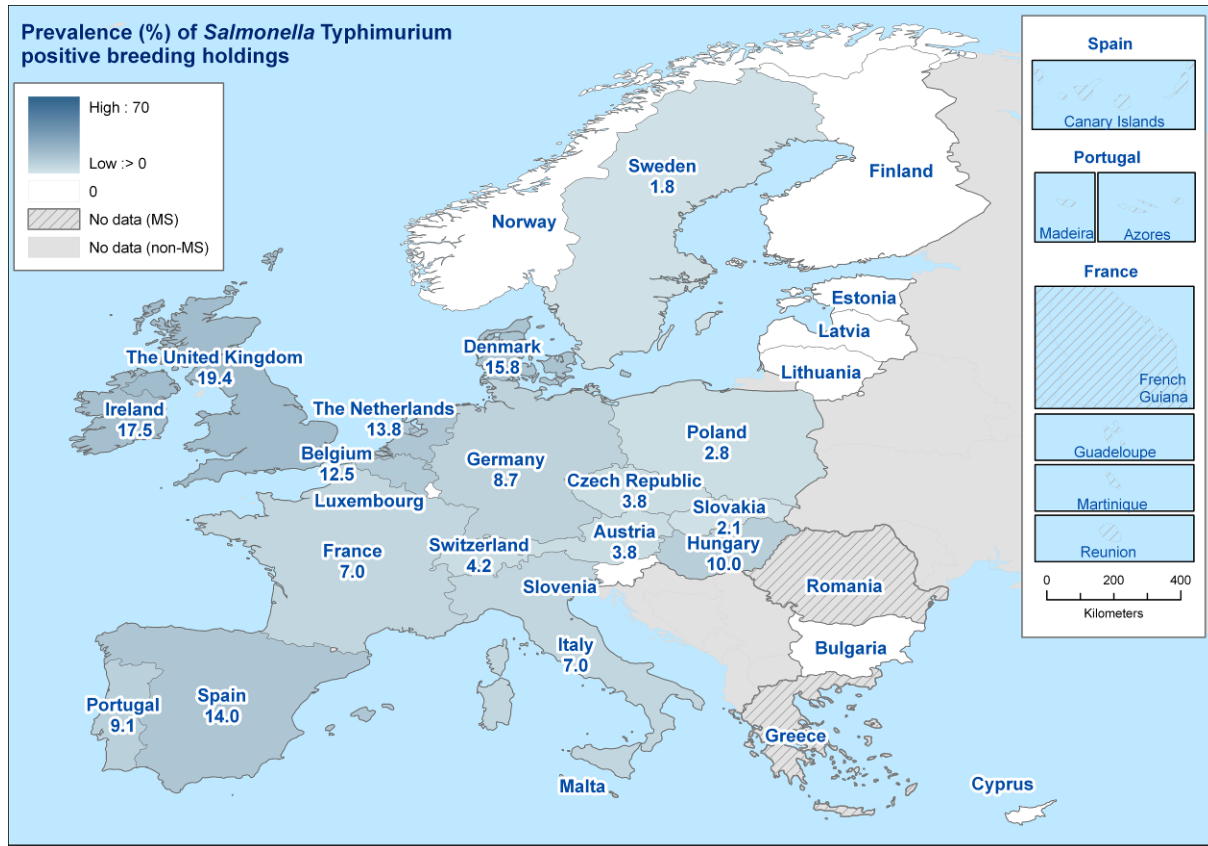 Prevalence (%) of Salmonella Typhimurium
positive breeding holdings
High : 70
Low :> 0
0
No data (MS)
No data (non-MS)
Spain
Canary Islands
Portugal
Madeira
Azores
France
French
Guiana
Guadeloupe
Martinique
Reunion
0 200 400
Kilometers
Sweden
1.8
Finland
Norway
Estonia
Latvia
Lithuania
Denmark
15.8
The United Kingdom
19.4
Ireland
17.5
The Netherlands
13.8
Belgium
12.5
Luxembourg
Germany
8.7
Poland
2.8
Czech Republic
3.8
Slovakia
2.1
Austria
3.8
Hungary
10.0
Switzerland
4.2
France
7.0
Slovenia
Romania
Bulgaria
Italy
7.0
Portugal
9.1
Spain
14.0
Greece
Malta
Cyprus